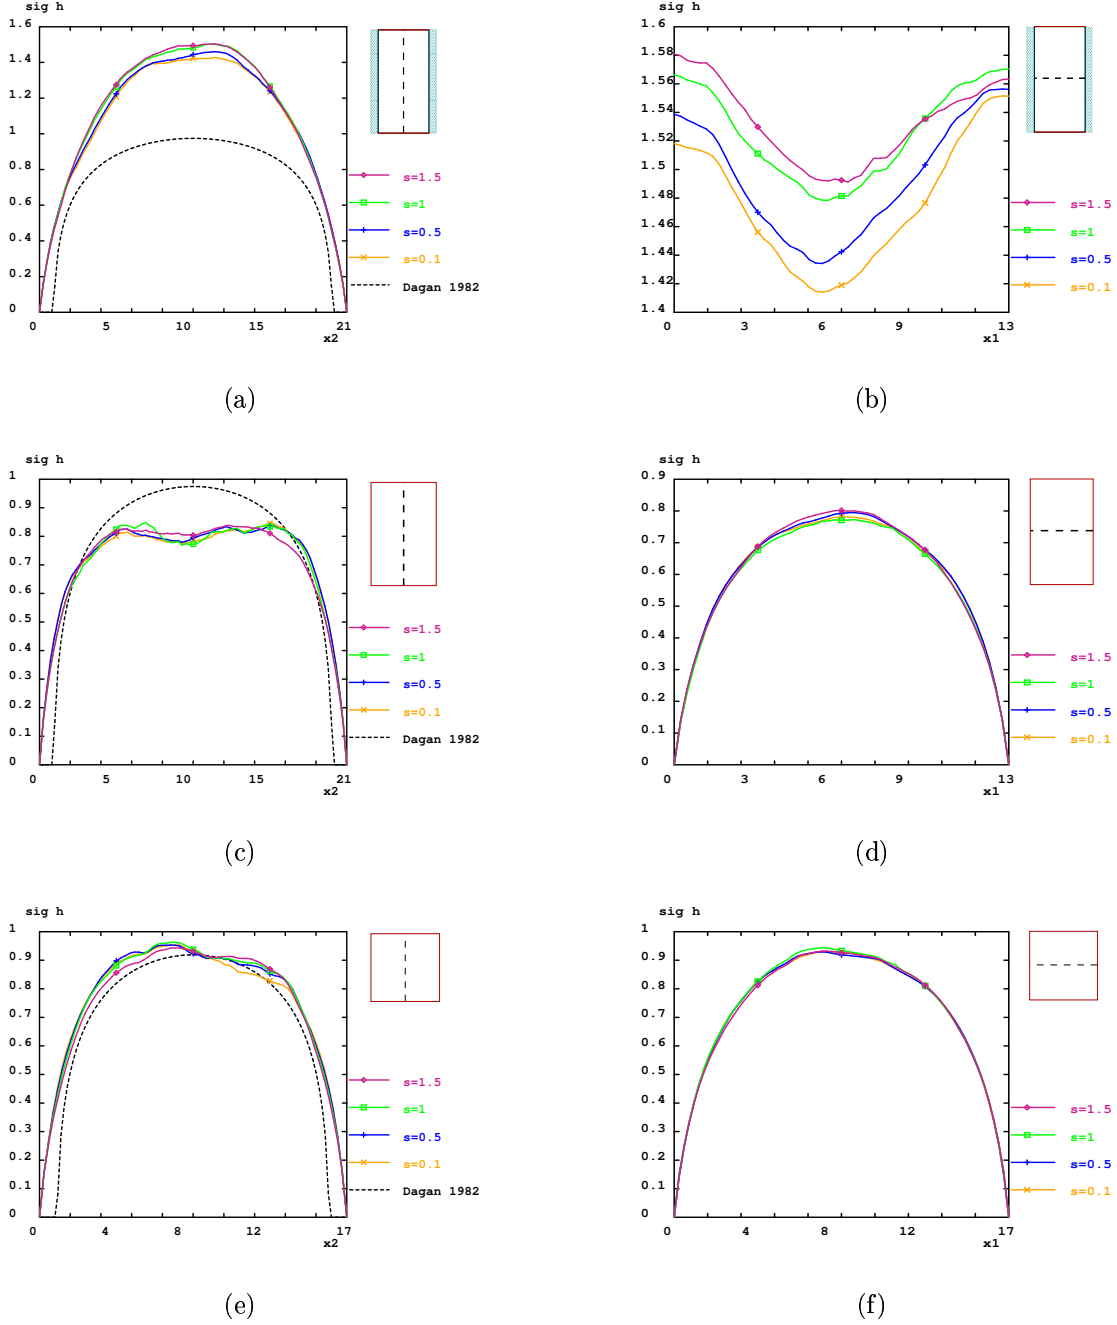 sig h
1.6
1.4
1.2
1
0.8
0.6
0.4
0.2
0
0 5 10 15 21
x2
s=1.5
s=1
s=0.5
s=0.1
Dagan 1982
(a)
sig h
1.6
1.58
1.56
1.54
1.52
1.5
1.48
1.46
1.44
1.42
1.4
0 3 6 9 13
x1
s=1.5
s=1
s=0.5
s=0.1
(b)
sig h
1
0.9
0.8
0.7
0.6
0.5
0.4
0.3
0.2
0.1
0
0 5 10 15 21
x2
s=1.5
s=1
s=0.5
s=0.1
Dagan 1982
(c)
sig h
0.9
0.8
0.7
0.6
0.5
0.4
0.3
0.2
0.1
0
0 3 6 9 13
x1
s=1.5
s=1
s=0.5
s=0.1
(d)
sig h
1
0.9
0.8
0.7
0.6
0.5
0.4
0.3
0.2
0.1
0
0 4 8 12 17
x2
s=1.5
s=1
s=0.5
s=0.1
Dagan 1982
(e)
sig h
1
0.9
0.8
0.7
0.6
0.5
0.4
0.3
0.2
0.1
0
0 4 8 12 17
x1
s=1.5
s=1
s=0.5
s=0.1
(f)